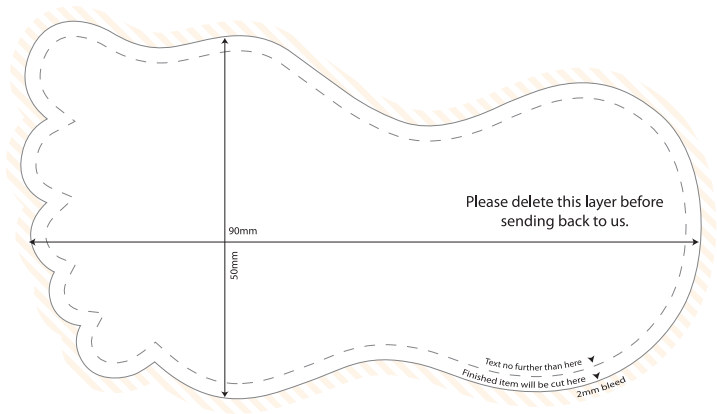 Please delete this layer before
sending back to us.
90mm
50mm
Text no further than here
Finished item will be cut here
2mm bleed